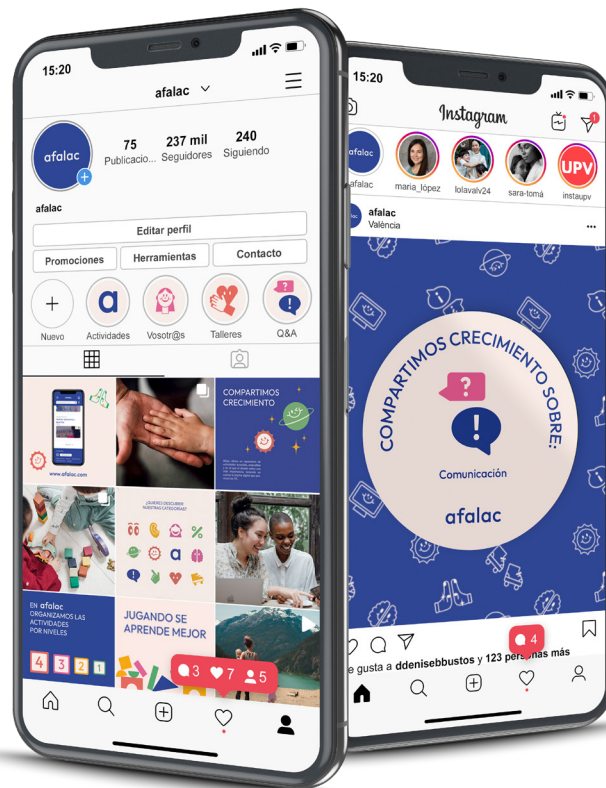 15:20
afalac
afalac
75 237 mil 240
Publicacio... Seguidores Siguiendo
afalac
Editar perfil
Promociones Herramientas Contacto
Nuevo Actividades Vosotr@s Talleres Q&A
COMPARTIMOS
CRECIMIENTO
www.afalac.com
¿QUIERES DESCUBRIR
NUESTRAS CATEGORÍAS?
EN afalac
ORGANIZAMOS LAS
ACTIVIDADES
POR NIVELES
4 3 2 1
JUGANDO SE
APRENDE MEJOR
3 7 5
15:20
Instagram
1
afalac
UPV
afalac maria_lópez lolavalv24 sara-tomá instaupv
afalac
València
COMPARTIMOS CRECIMIENTO SOBRE:
?
!
Comunicación
afalac
4
e gusta a ddenisebbustos y 123 personas más